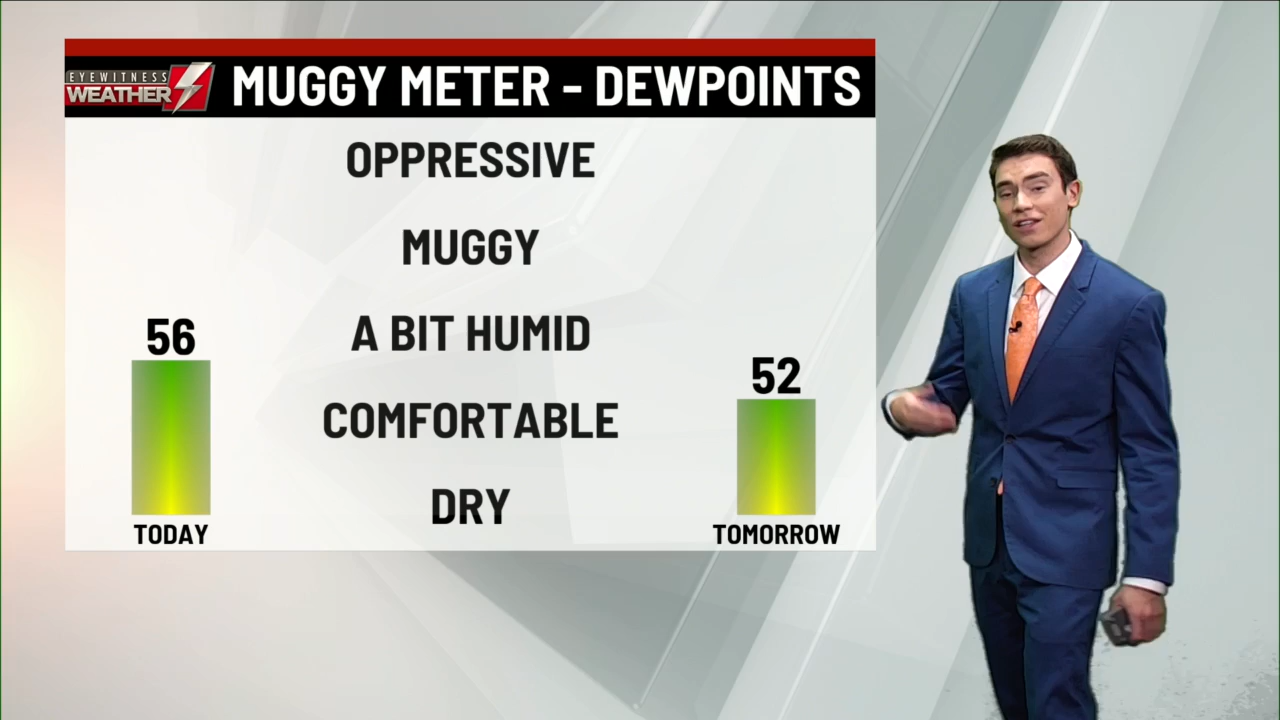 EYEWITNESS
WEATHER
MUGGY METER - DEWPOINTS
OPPRESSIVE
MUGGY
56
A BIT HUMID
52
COMFORTABLE
DRY
TODAY
TOMORROW